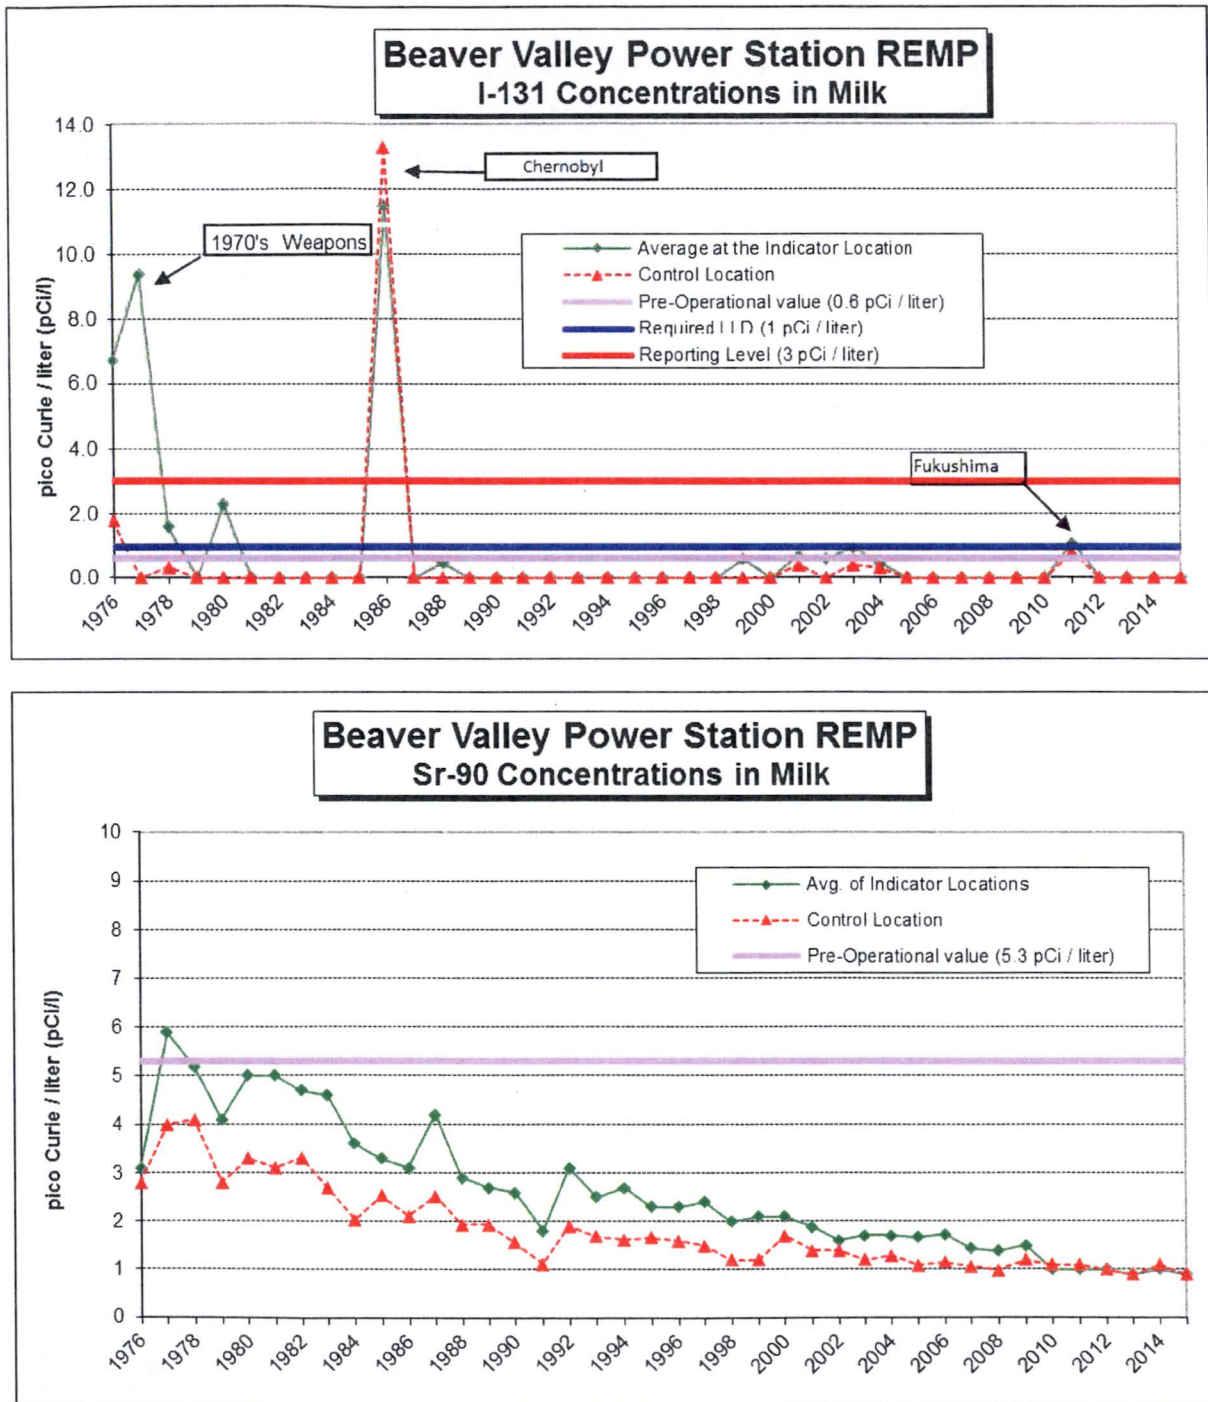 Beaver Valley Power Station REMP
I-131 Concentrations in Milk
pico Curie / liter (pCi/l)
14.0
12.0
10.0
8.0
6.0
4.0
2.0
0.0
Chernobyl
1970's Weapons
Average at the Indicator Location
Control Location
Pre-Operational value (0.6 pCi / liter)
Required LLD (1 pCi / liter)
Reporting Level (3 pCi / liter)
Fukushima
1976 1978 1980 1982 1984 1986 1988 1990 1992 1994 1996 1998 2000 2002 2004 2006 2008 2010 2012 2014
Beaver Valley Power Station REMP
Sr-90 Concentrations in Milk
pico Curie / liter (pCi/l)
10
9
8
7
6
5
4
3
2
1
0
Avg. of Indicator Locations
Control Location
Pre-Operational value (5.3 pCi / liter)
1976 1978 1980 1982 1984 1986 1988 1990 1992 1994 1996 1998 2000 2002 2004 2006 2008 2010 2012 2014